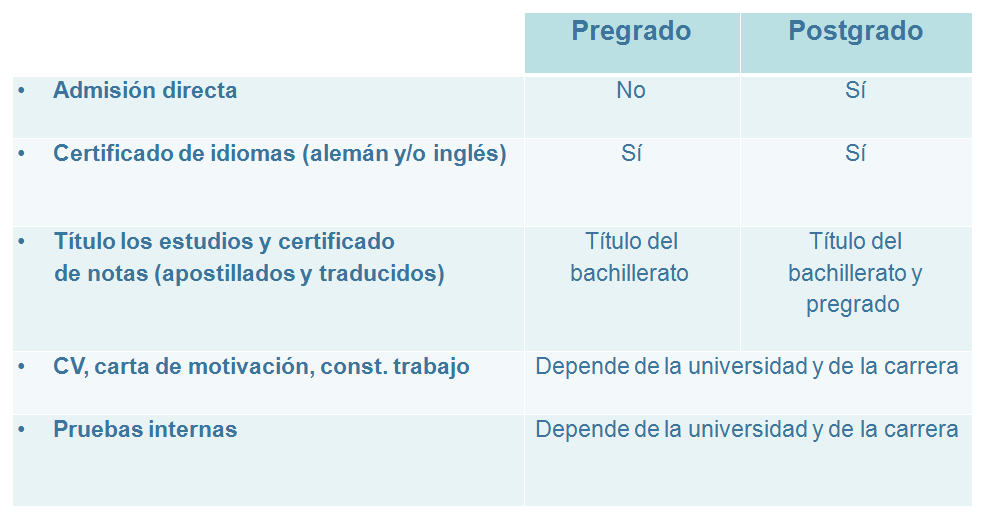 Pregrado Postgrado
• Admisión directa No Sí
• Certificado de idiomas (alemán y/o inglés) Sí Sí
• Título los estudios y certificado
de notas (apostillados y traducidos)
Título del
bachillerato
Título del
bachillerato y
pregrado
• CV, carta de motivación, const. trabajo Depende de la universidad y de la carrera
• Pruebas internas Depende de la universidad y de la carrera